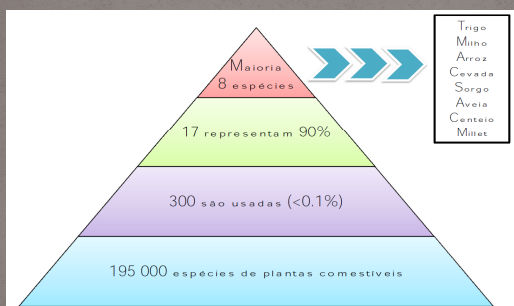 Maioria
8 espécies
17 representam 90%
300 são usadas (<0.1%)
195 000 espécies de plantas comestíveis
Trigo
Milho
Arroz
Cevada
Sorgo
Aveia
Centeio
Millet